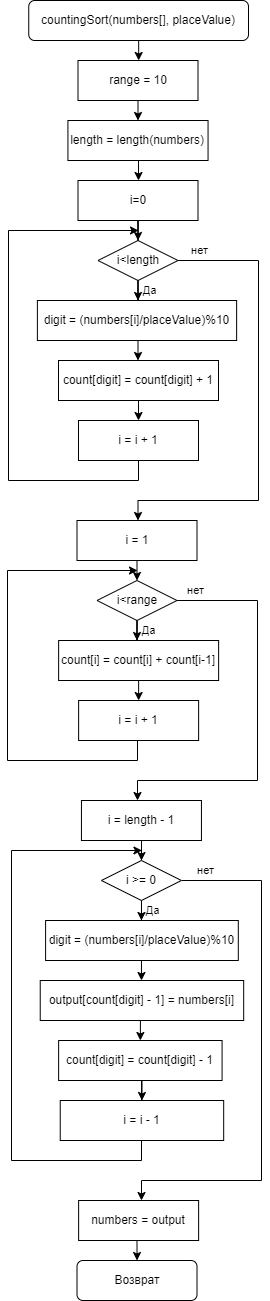 countingSort(numbers[], placeValue)
range = 10
length = length(numbers)
i=0
i<length
нет
Да
digit = (numbers[i]/placeValue)%10
count[digit] = count[digit] + 1
i = i + 1
i = 1
i<range
нет
Да
count[i] = count[i] + count[i-1]
i = i + 1
i = length - 1
i >= 0
нет
Да
digit = (numbers[i]/placeValue)%10
output[count[digit] - 1] = numbers[i]
count[digit] = count[digit] - 1
i = i - 1
numbers = output
Возврат